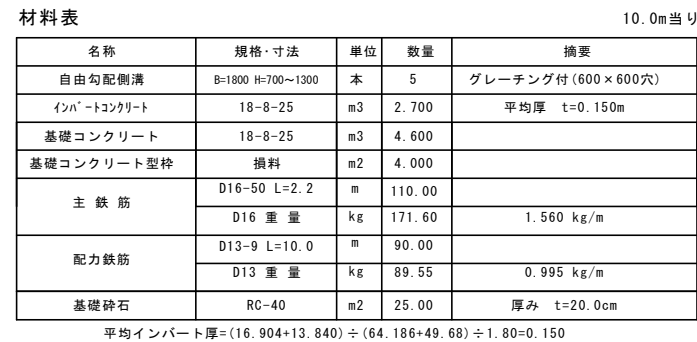 材料表
10.0m当り
名称 規格･寸法 単位 数量 摘要
自由勾配側溝 B=1800 H=700～1300 本 5 グレーチング付(600×600穴)
ｲﾝﾊﾞｰﾄｺﾝｸﾘｰﾄ 18-8-25 m3 2.700 平均厚 t=0.150m
基礎コンクリート 18-8-25 m3 4.600
基礎コンクリート型枠 損料 m2 4.000
主鉄筋 D16-50 L=2.2 m 110.00
D16 重量 kg 171.60 1.560 kg/m
配力鉄筋 D13-9 L=10.0 m 90.00
D13 重量 kg 89.55 0.995 kg/m
基礎砕石 RC-40 m2 25.00 厚み t=20.0cm
平均インバート厚=(16.904+13.840)÷(64.186+49.68)÷1.80=0.150